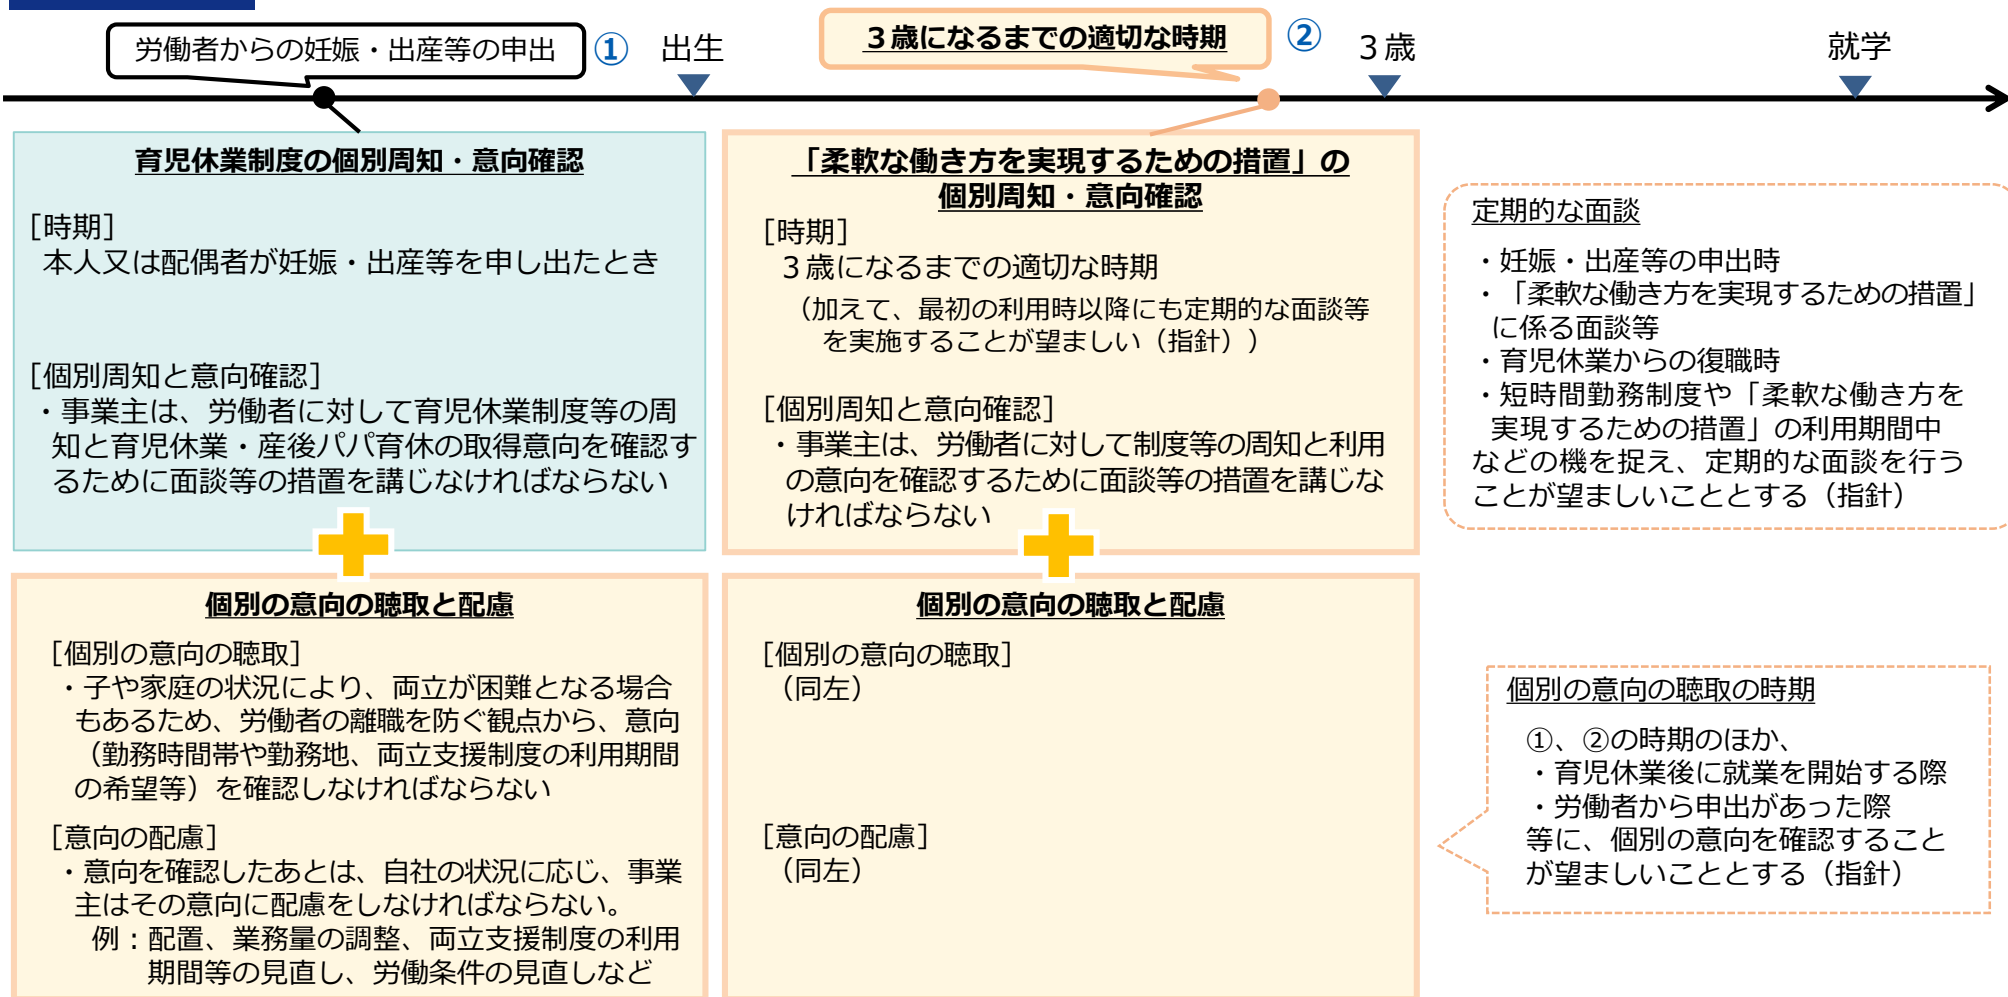 労働者からの妊娠・出産等の申出
①
出生
３歳になるまでの適切な時期
②
３歳
就学
育児休業制度の個別周知・意向確認
［時期］
本人又は配偶者が妊娠・出産等を申し出たとき
［個別周知と意向確認］
・事業主は、労働者に対して育児休業制度等の周
知と育児休業・産後パパ育休の取得意向を確認す
るために面談等の措置を講じなければならない
「柔軟な働き方を実現するための措置」の
個別周知・意向確認
［時期］
３歳になるまでの適切な時期
（加えて、最初の利用時以降にも定期的な面談等
を実施することが望ましい（指針））
［個別周知と意向確認］
・事業主は、労働者に対して制度等の周知と利用
の意向を確認するために面談等の措置を講じな
ければならない
定期的な面談
・妊娠・出産等の申出時
・「柔軟な働き方を実現するための措置」
に係る面談等
・育児休業からの復職時
・短時間勤務制度や「柔軟な働き方を
実現するための措置」の利用期間中
などの機を捉え、定期的な面談を行う
ことが望ましいこととする（指針）
個別の意向の聴取と配慮
［個別の意向の聴取］
・子や家庭の状況により、両立が困難となる場合
もあるため、労働者の離職を防ぐ観点から、意向
（勤務時間帯や勤務地、両立支援制度の利用期間
の希望等）を確認しなければならない
［意向の配慮］
・意向を確認したあとは、自社の状況に応じ、事業
主はその意向に配慮をしなければならない。
例：配置、業務量の調整、両立支援制度の利用
期間等の見直し、労働条件の見直しなど
個別の意向の聴取と配慮
［個別の意向の聴取］
（同左）
［意向の配慮］
（同左）
個別の意向の聴取の時期
①、②の時期のほか、
・育児休業後に就業を開始する際
・労働者から申出があった際
等に、個別の意向を確認すること
が望ましいこととする（指針）